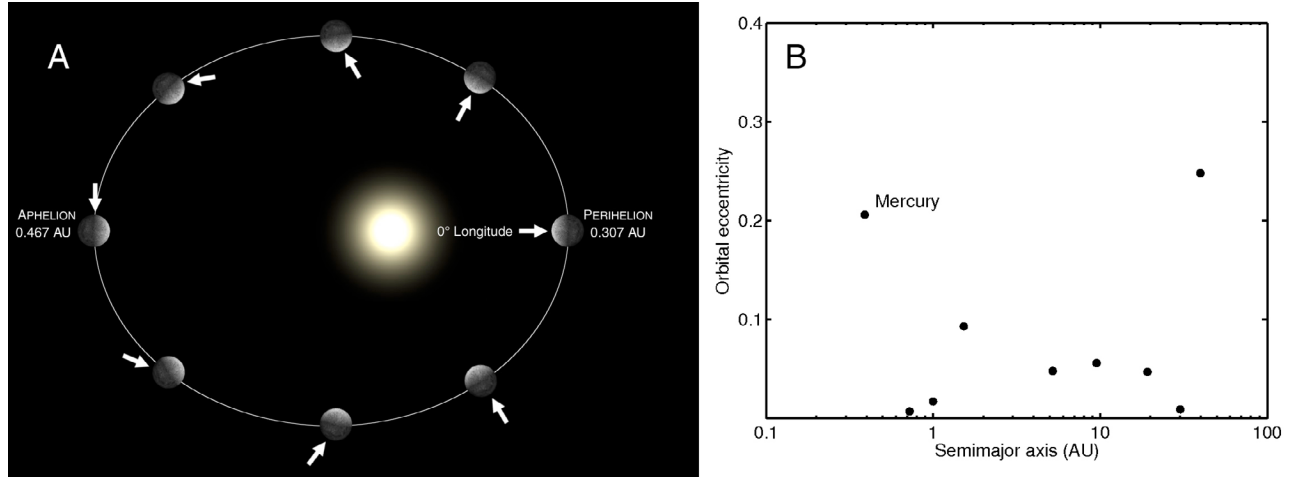 A
APHELION
0.467 AU
0° Longitude
PERIHELION
0.307 AU
B
0.4
0.3
0.2
0.1
Orbital eccentricity
Mercury
0.1
1
10
100
Semimajor axis (AU)